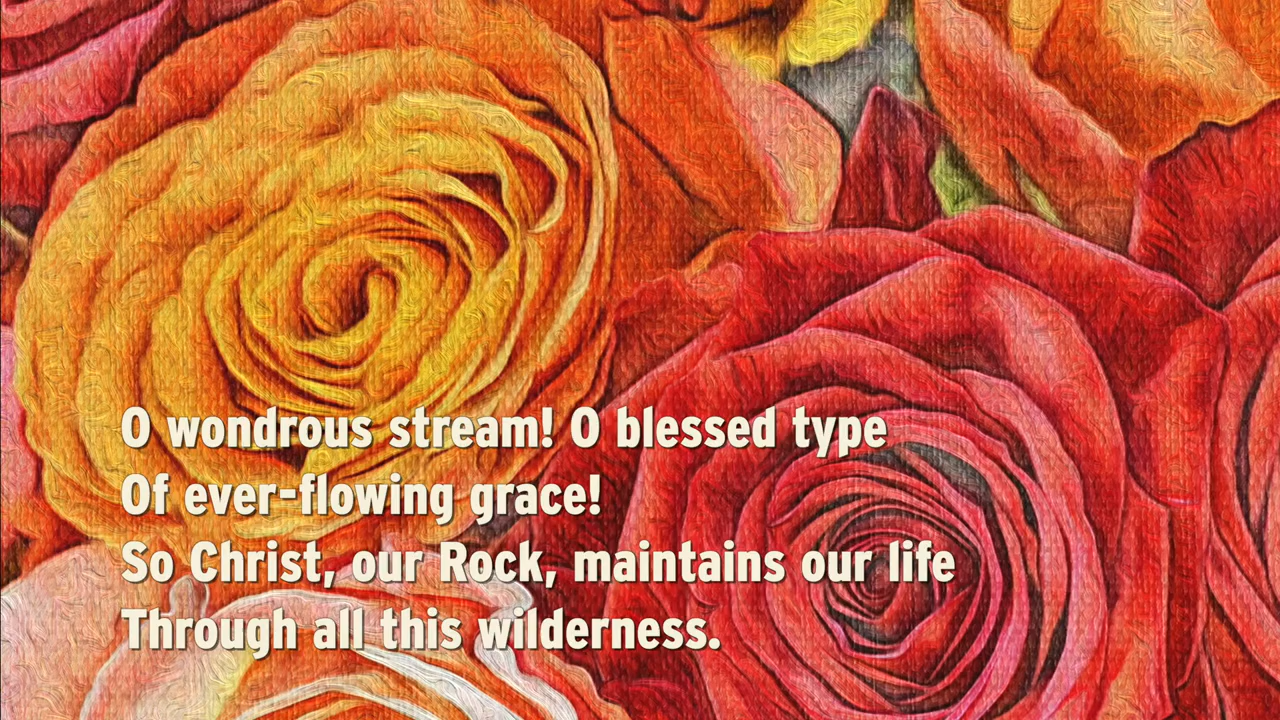 O wondrous stream! O blessed type
Of ever-flowing grace!
So Christ, our Rock, maintains our life
Through all this wilderness.